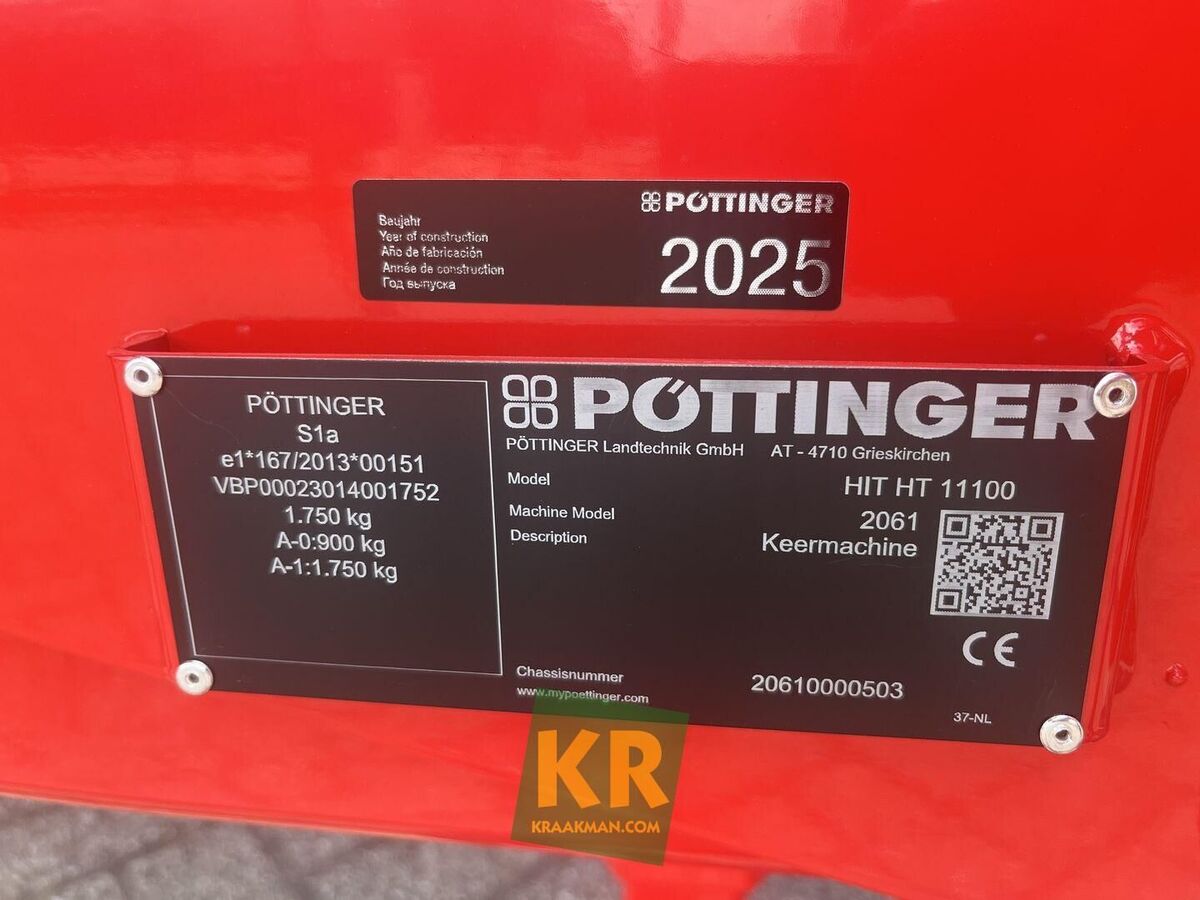 PÖTTINGER
Baujahr
Year of construction
Año de fabricación
Année de construction
Год выпуска
2025
PÖTTINGER
S1a
e1*167/2013*00151
VBP00023014001752
1.750 kg
A-0:900 kg
A-1:1.750 kg
PÖTTINGER
PÖTTINGER Landtechnik GmbH AT - 4710 Grieskirchen
Model HIT HT 11100
Machine Model 2061
Description Keermachine
CE
Chassisnummer 20610000503
www.mypoettinger.com
37-NL
KR
KRAAKMAN.COM